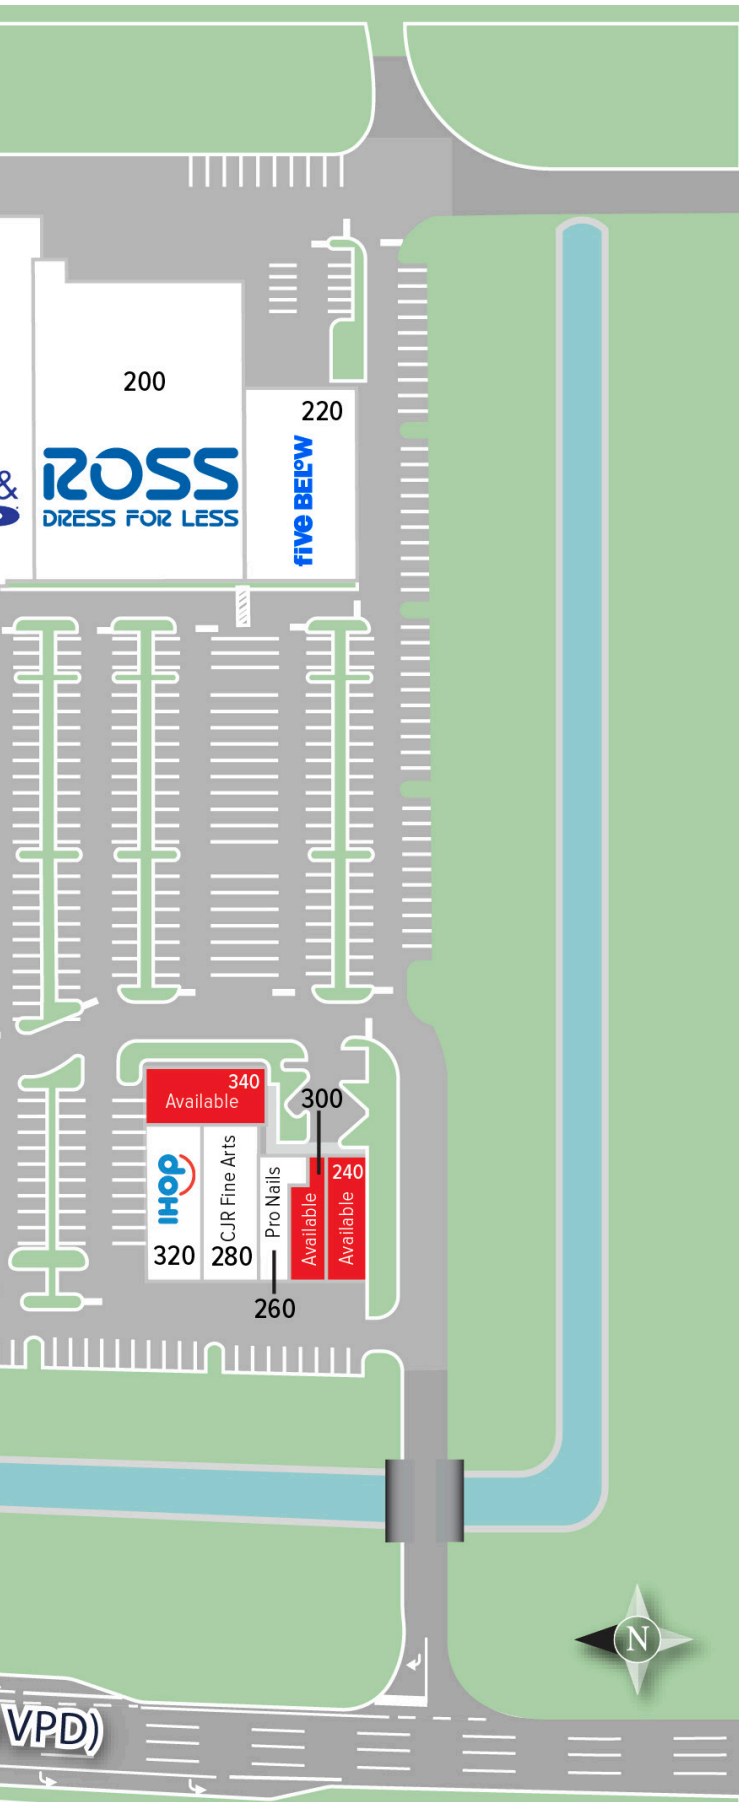 200
220
&
ROSS
DRESS FOR LESS
five BEL°W
340
Available
300
IHOP
CJR Fine Arts
Pro Nails
Available
240
Available
320
280
260
N
VPD)